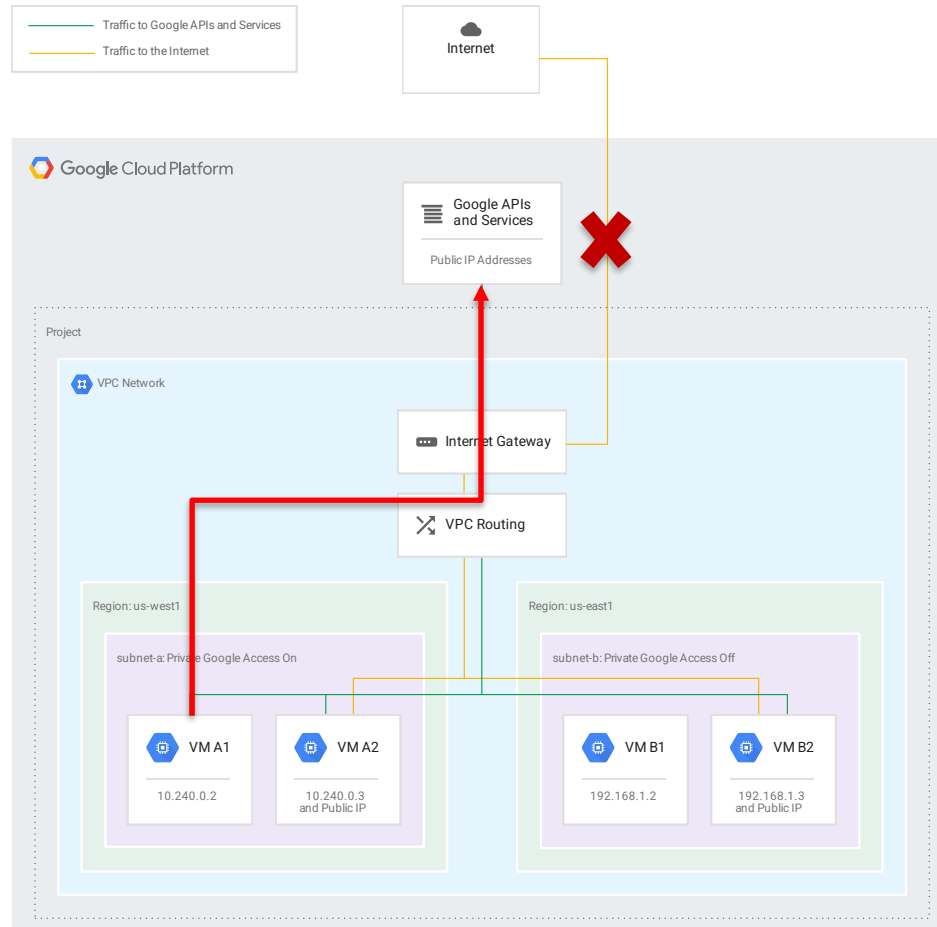 Traffic to Google APIs and Services
Traffic to the Internet
Internet
Google Cloud Platform
Google APIs
and Services
Public IP Addresses
Project
VPC Network
Internet Gateway
VPC Routing
Region: us-west1
Region: us-east1
subnet-a: Private Google Access On
subnet-b: Private Google Access Off
VM A1
VM A2
VM B1
VM B2
10.240.0.2
10.240.0.3
and Public IP
192.168.1.2
192.168.1.3
and Public IP